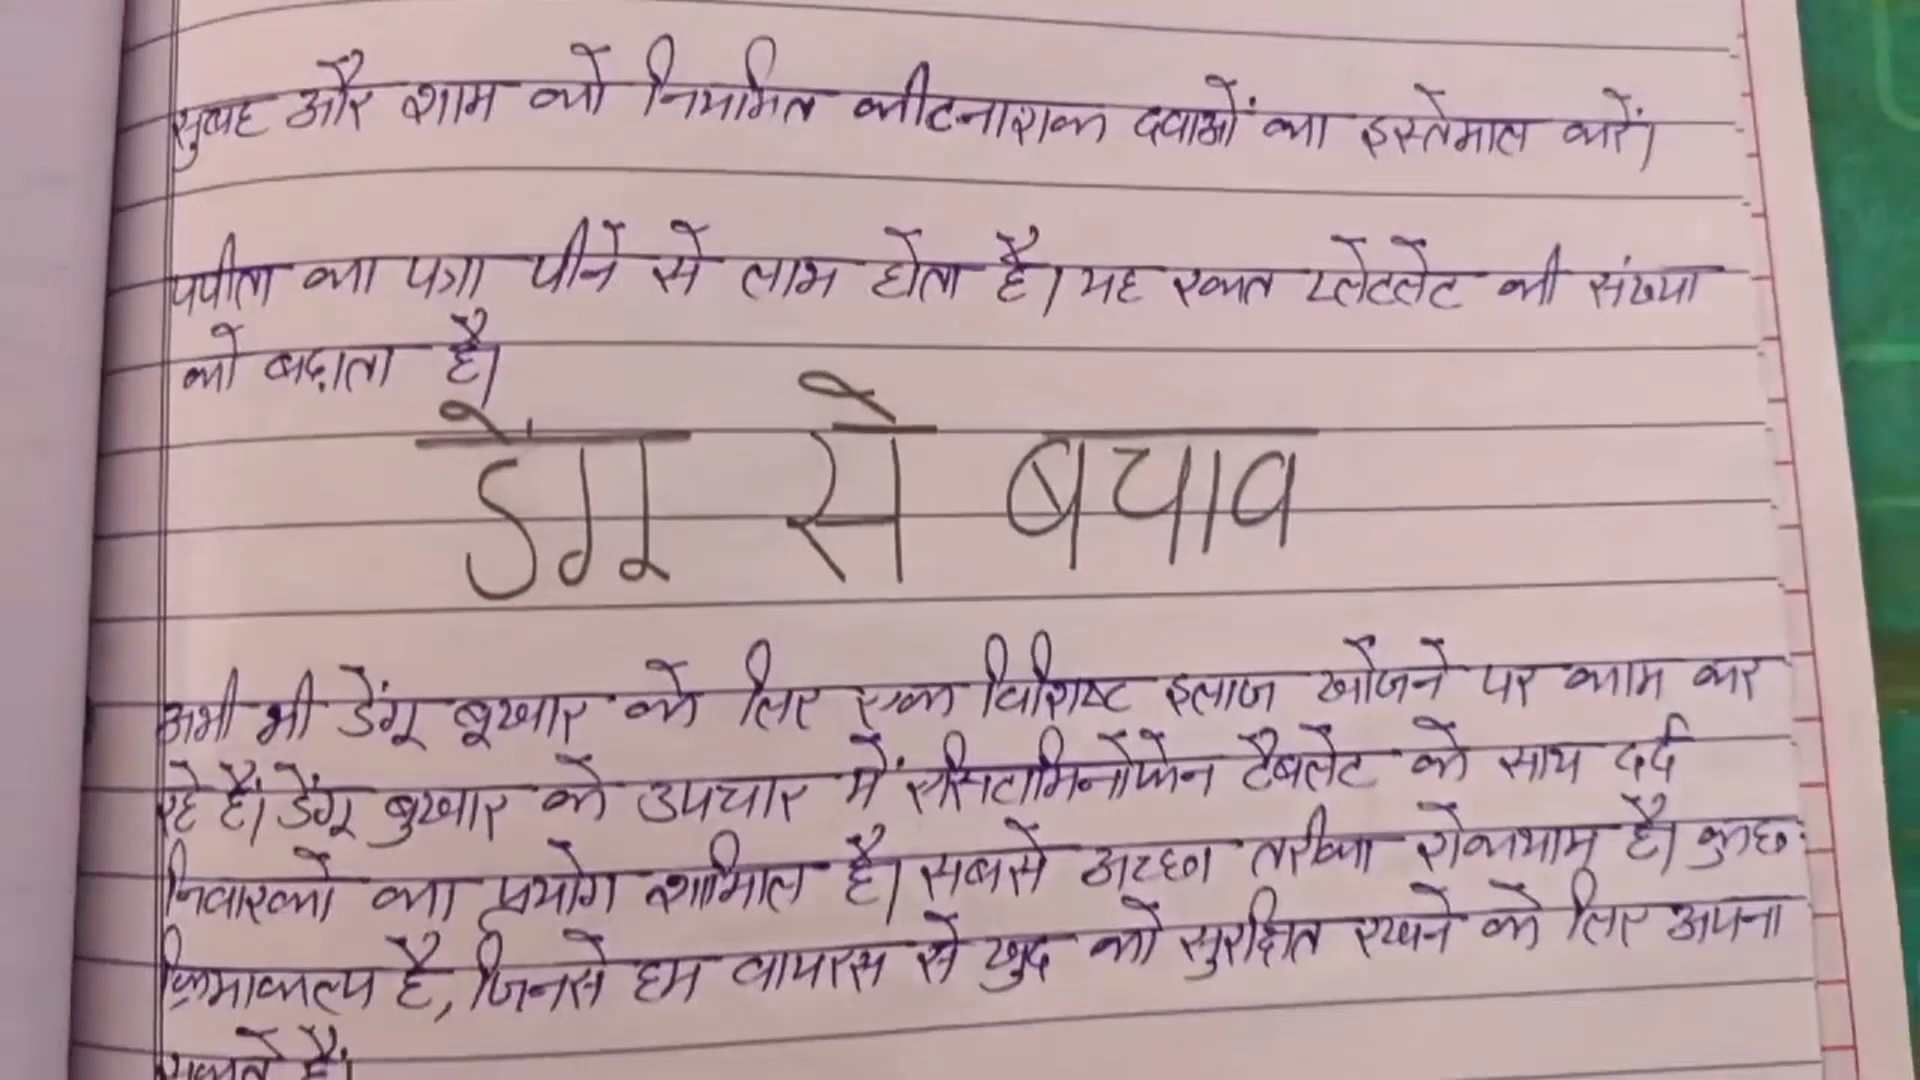 सुबह और शाम को नियमित कीटनाशक दवाओं का इस्तेमाल करें।
पपीता का पत्ता पीने से लाभ होता है। यह रक्त प्लेटलेट की संख्या
को बढ़ाता है।
डेंगू से बचाव
अभी भी डेंगू बूखार के लिए एक विशिष्ट इलाज खोजने पर काम कर
रहे हैं। डेंगू बुखार के उपचार में एसिटामिनोफेन टैबलेट के साथ दर्द
निवारको का प्रयोग शामिल है। सबसे अच्छा तरीका रोकथाम है। कुछ
क्रियाकल्प है, जिनसे हम वायरस से खुद को सुरक्षित रखने के लिए अपना
सकते हैं।